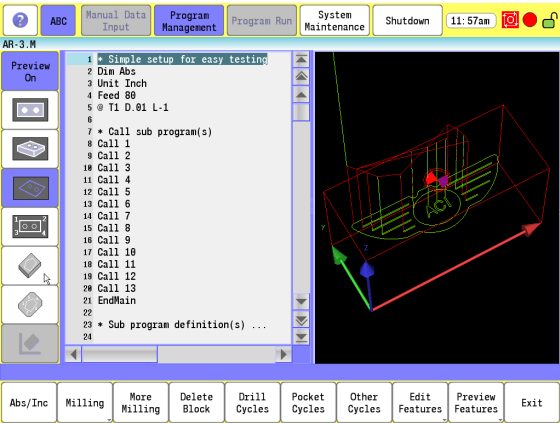 ?
ABC
Manual Data Input
Program Management
Program Run
System Maintenance
Shutdown
11:57am
AR-3.M
Preview On
1 * Simple setup for easy testing
2 Dim Abs
3 Unit Inch
4 Feed 80
5 @ T1 D.01 L-1
6
7 * Call sub program(s)
8 Call 1
9 Call 2
10 Call 3
11 Call 4
12 Call 5
13 Call 6
14 Call 7
15 Call 8
16 Call 9
17 Call 10
18 Call 11
19 Call 12
20 Call 13
21 EndMain
22
23 * Sub program definition(s) ...
24
1 2
3 4
Y
Z
Abs/Inc
Milling
More Milling
Delete Block
Drill Cycles
Pocket Cycles
Other Cycles
Edit Features
Preview Features
Exit